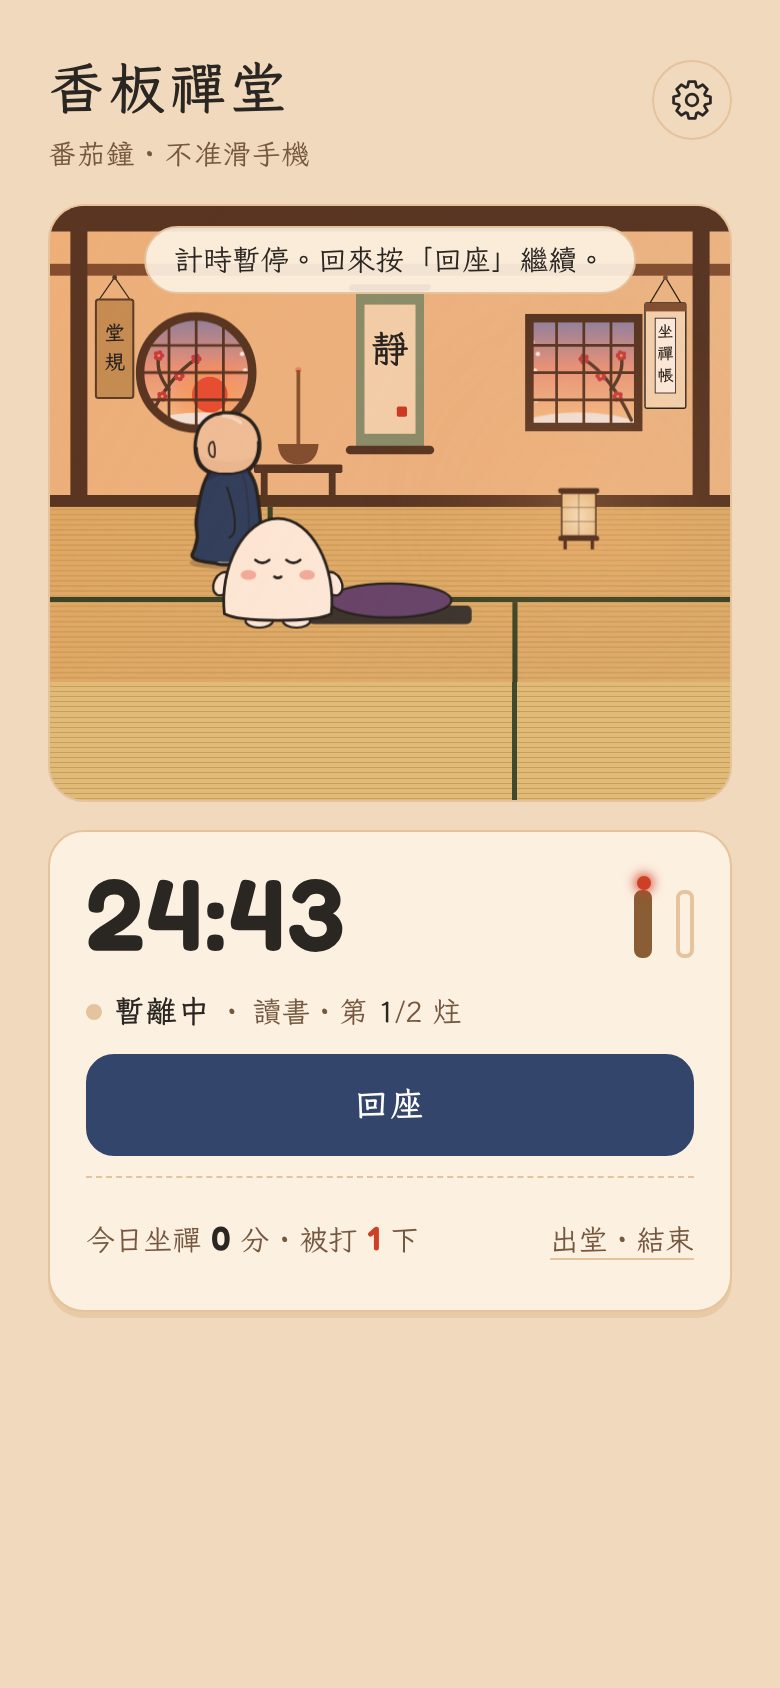 香板禪堂
番茄鐘・不准滑手機
計時暫停。回來按「回座」繼續。
堂規
靜
坐禪帳
24:43
暫離中・讀書・第 1/2 炷
回座
今日坐禪 0 分・被打 1 下
出堂・結束